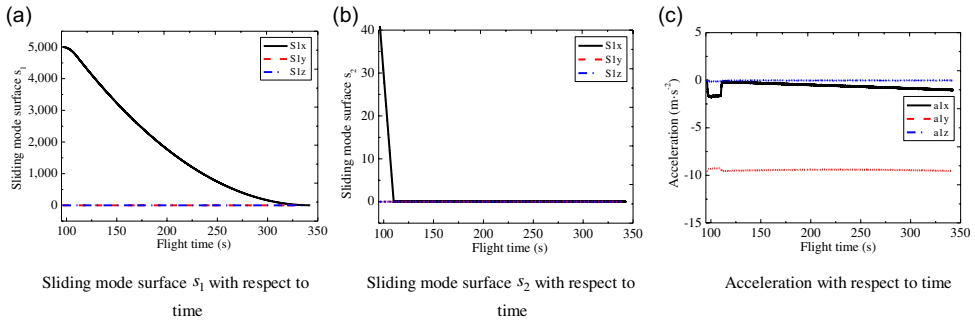 (a)
Sliding mode surface s1
5,000
4,000
3,000
2,000
1,000
0
100 150 200 250 300 350
Flight time (s)
S1x
S1y
S1z
Sliding mode surface s1 with respect to
time
(b)
Sliding mode surface s2
40
30
20
10
0
100 150 200 250 300 350
Flight time (s)
S1x
S1y
S1z
Sliding mode surface s2 with respect to
time
(c)
Acceleration (m·s-2)
5
0
-5
-10
-15
100 150 200 250 300 350
Flight time (s)
a1x
a1y
a1z
Acceleration with respect to time